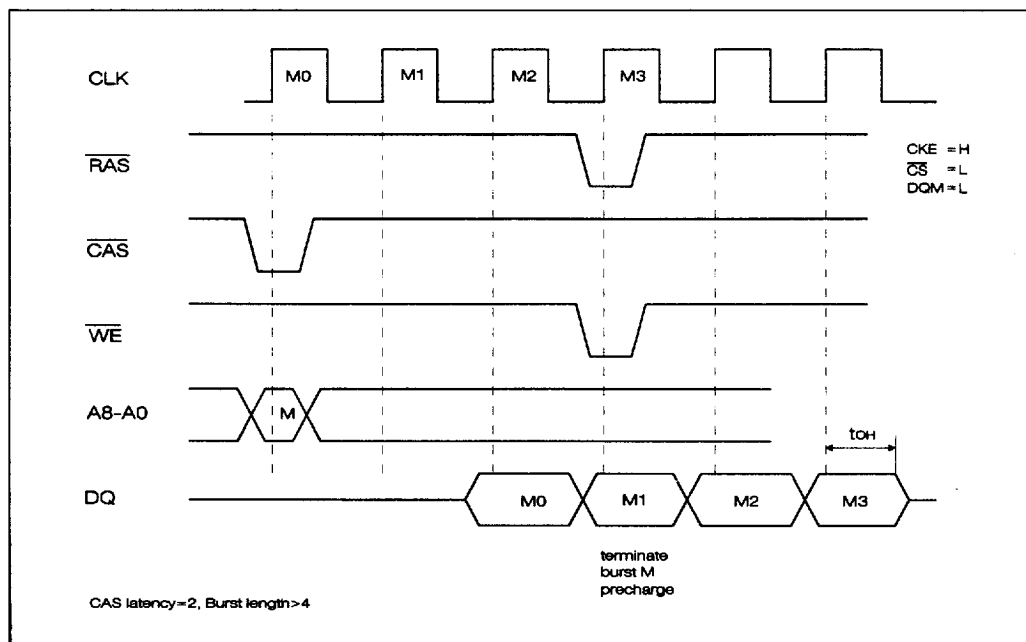 CLK M0 M1 M2 M3
RAS
CKE =H
CS =L
DQM=L
CAS
WE
A8-A0 M
tOH
DQ M0 M1 M2 M3
terminate
burst M
precharge
CAS latency=2, Burst length>4